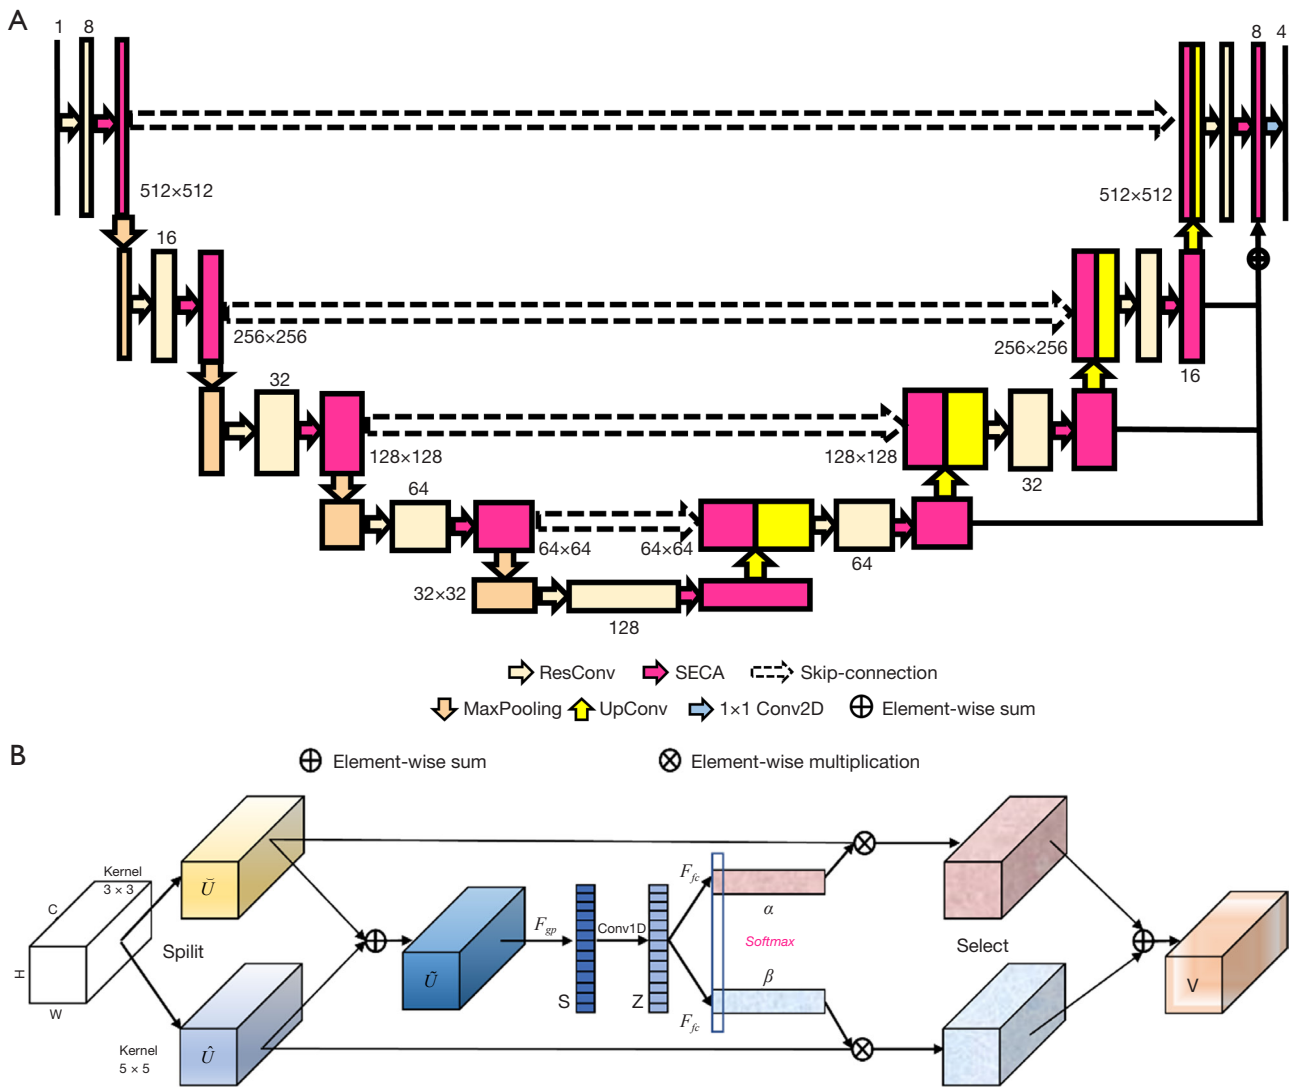 A
1
8
8
4
512×512
512×512
16
256×256
256×256
16
32
128×128
128×128
32
64
64×64
64×64
64
32×32
128
ResConv
SECA
Skip-connection
MaxPooling
UpConv
1×1 Conv2D
Element-wise sum
B
Element-wise sum
Element-wise multiplication
Kernel
3 × 3
C
H
W
Ŭ
Spilit
Kernel
5 × 5
Û
Ũ
F_gp
S
Conv1D
Z
F_fc
α
Softmax
β
F_fc
Select
V